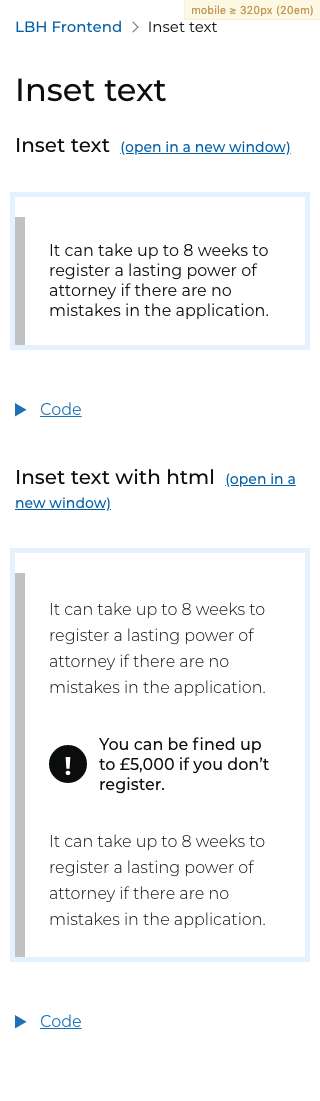 mobile ≥ 320px (20em)
LBH Frontend > Inset text
Inset text
Inset text (open in a new window)
It can take up to 8 weeks to
register a lasting power of
attorney if there are no
mistakes in the application.
Code
Inset text with html (open in a
new window)
It can take up to 8 weeks to
register a lasting power of
attorney if there are no
mistakes in the application.
! You can be fined up
to £5,000 if you don’t
register.
It can take up to 8 weeks to
register a lasting power of
attorney if there are no
mistakes in the application.
Code